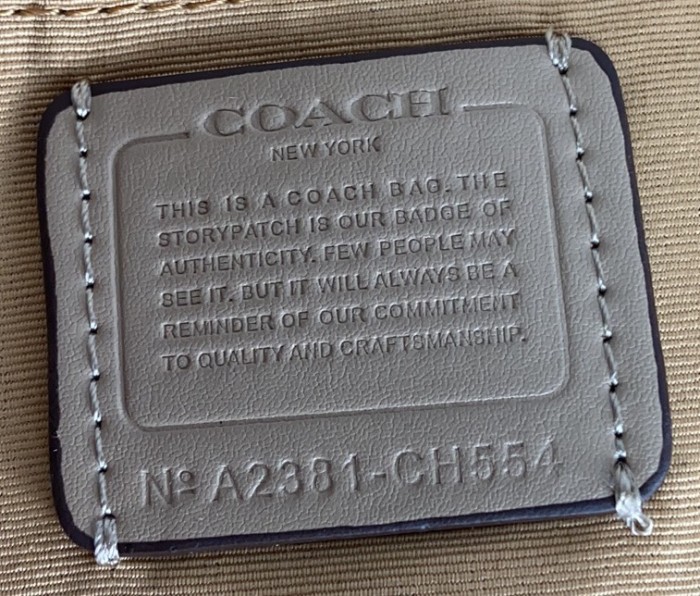 COACH
NEW YORK
THIS IS A COACH BAG. THE
STORYPATCH IS OUR BADGE OF
AUTHENTICITY. FEW PEOPLE MAY
SEE IT. BUT IT WILL ALWAYS BE A
REMINDER OF OUR COMMITMENT
TO QUALITY AND CRAFTSMANSHIP.
Nº A2381-CH554